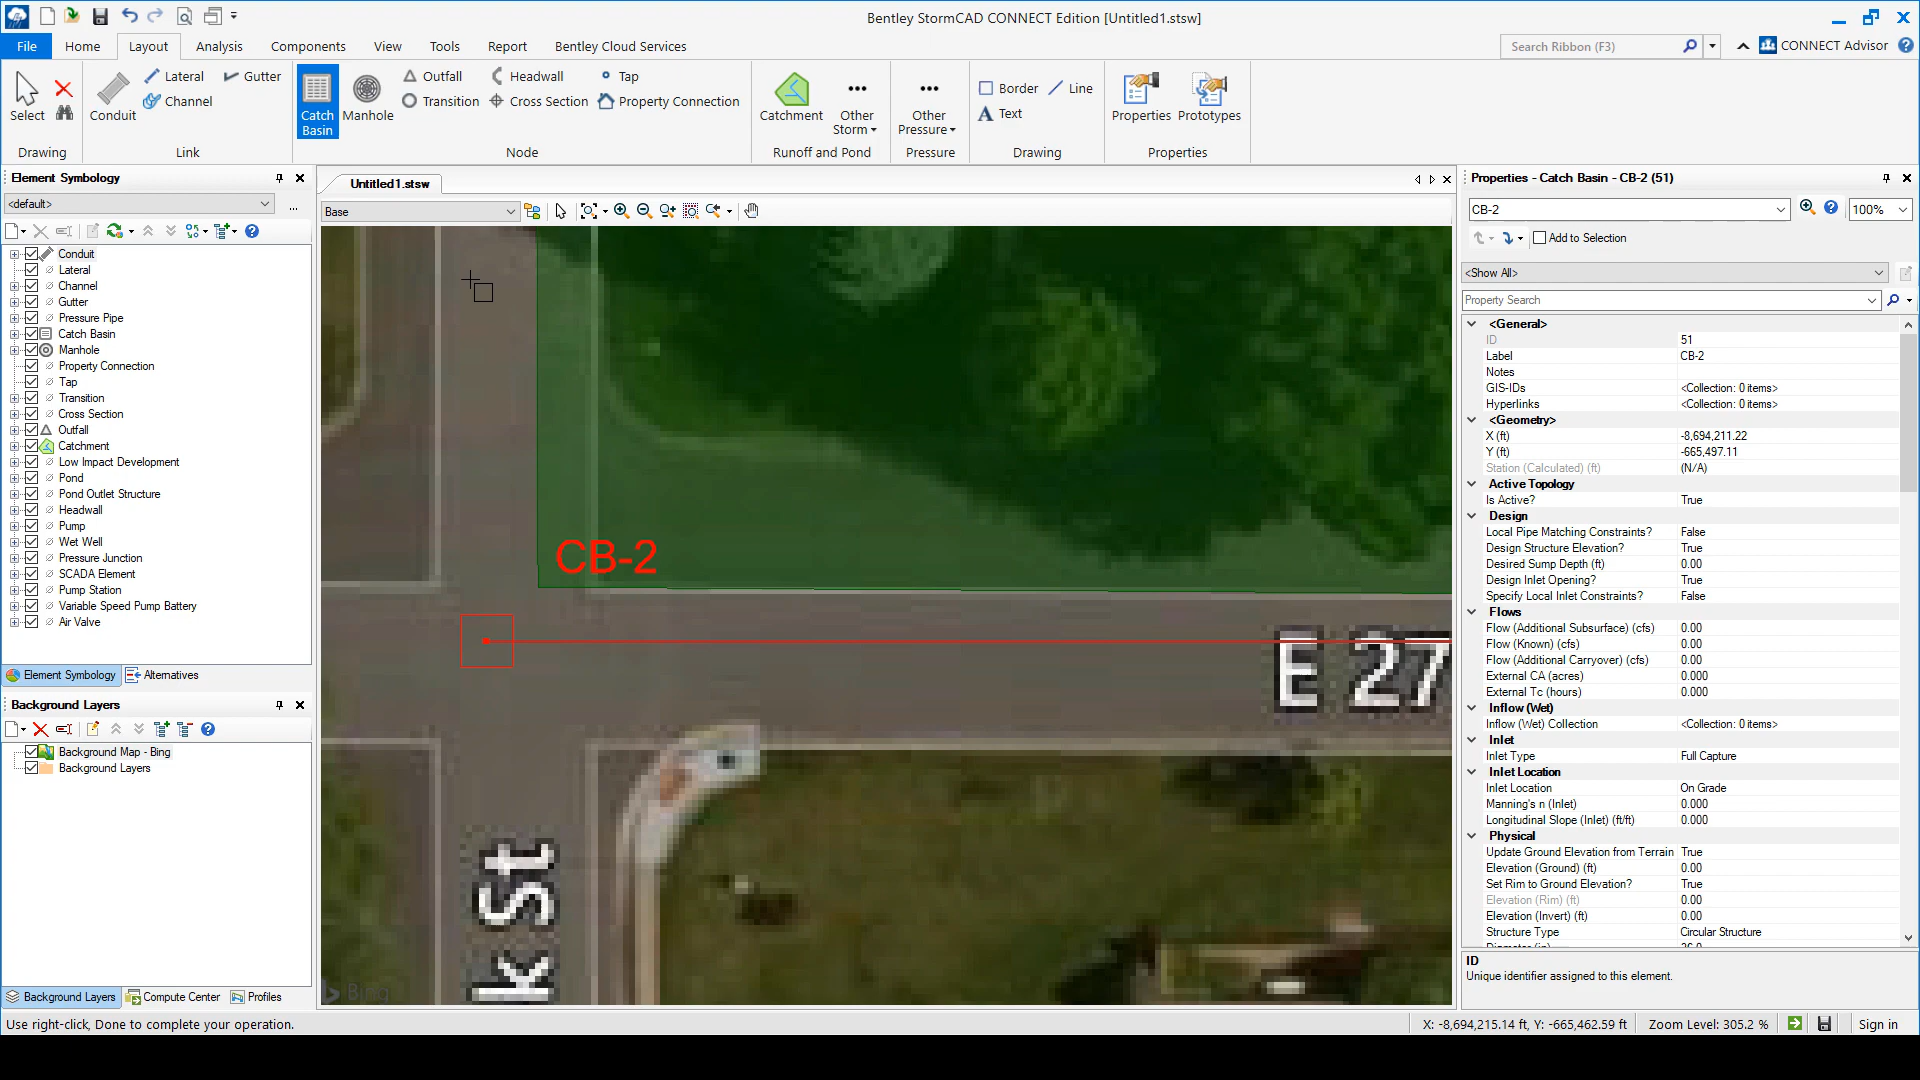 Bentley StormCAD CONNECT Edition [Untitled1.stsw]
File Home Layout Analysis Components View Tools Report Bentley Cloud Services
Search Ribbon (F3) CONNECT Advisor
Select Conduit Lateral Gutter Channel
Catch Basin Manhole Outfall Headwall Tap
Transition Cross Section Property Connection
Catchment Other Storm Other Pressure
Border Line
Text
Properties Prototypes
Drawing Link Node Runoff and Pond Pressure Drawing Properties
Element Symbology
<default>
...
Conduit
Lateral
Channel
Gutter
Pressure Pipe
Catch Basin
Manhole
Property Connection
Tap
Transition
Cross Section
Outfall
Catchment
Low Impact Development
Pond
Pond Outlet Structure
Headwall
Pump
Wet Well
Pressure Junction
SCADA Element
Pump Station
Variable Speed Pump Battery
Air Valve
Element Symbology Alternatives
Background Layers
Background Map - Bing
Background Layers
Background Layers Compute Center Profiles
Untitled1.stsw
Base
CB-2
E 27
k St
Bing
Properties - Catch Basin - CB-2 (51)
CB-2 100%
Add to Selection
<Show All>
Property Search
<General>
ID 51
Label CB-2
Notes
GIS-IDs <Collection: 0 items>
Hyperlinks <Collection: 0 items>
<Geometry>
X (ft) -8,694,211.22
Y (ft) -665,497.11
Station (Calculated) (ft) (N/A)
Active Topology
Is Active? True
Design
Local Pipe Matching Constraints? False
Design Structure Elevation? True
Desired Sump Depth (ft) 0.00
Design Inlet Opening? True
Specify Local Inlet Constraints? False
Flows
Flow (Additional Subsurface) (cfs) 0.00
Flow (Known) (cfs) 0.00
Flow (Additional Carryover) (cfs) 0.00
External CA (acres) 0.000
External Tc (hours) 0.000
Inflow (Wet)
Inflow (Wet) Collection <Collection: 0 items>
Inlet
Inlet Type Full Capture
Inlet Location
Inlet Location On Grade
Manning's n (Inlet) 0.000
Longitudinal Slope (Inlet) (ft/ft) 0.000
Physical
Update Ground Elevation from Terrain True
Elevation (Ground) (ft) 0.00
Set Rim to Ground Elevation? True
Elevation (Rim) (ft) 0.00
Elevation (Invert) (ft) 0.00
Structure Type Circular Structure
Diameter (in) 36.0
ID
Unique identifier assigned to this element.
Use right-click, Done to complete your operation.
X: -8,694,215.14 ft, Y: -665,462.59 ft Zoom Level: 305.2 % Sign in